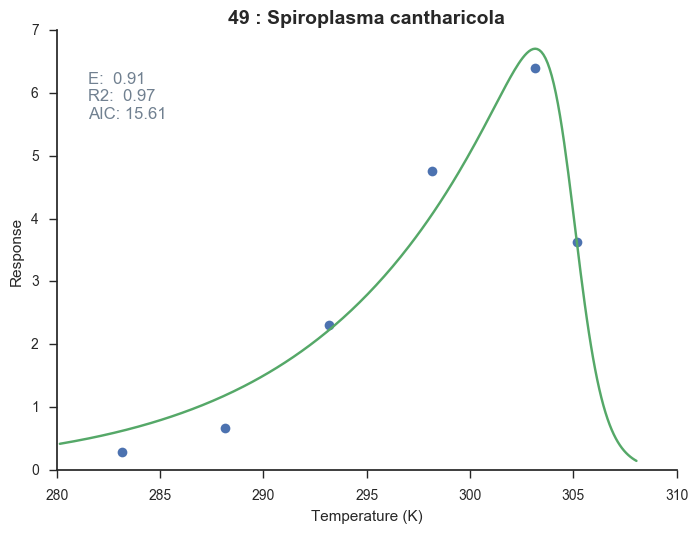 49 : Spiroplasma cantharicola
E: 0.91
R2: 0.97
AIC: 15.61
7
6
5
4
3
2
1
0
Response
280
285
290
295
300
305
310
Temperature (K)